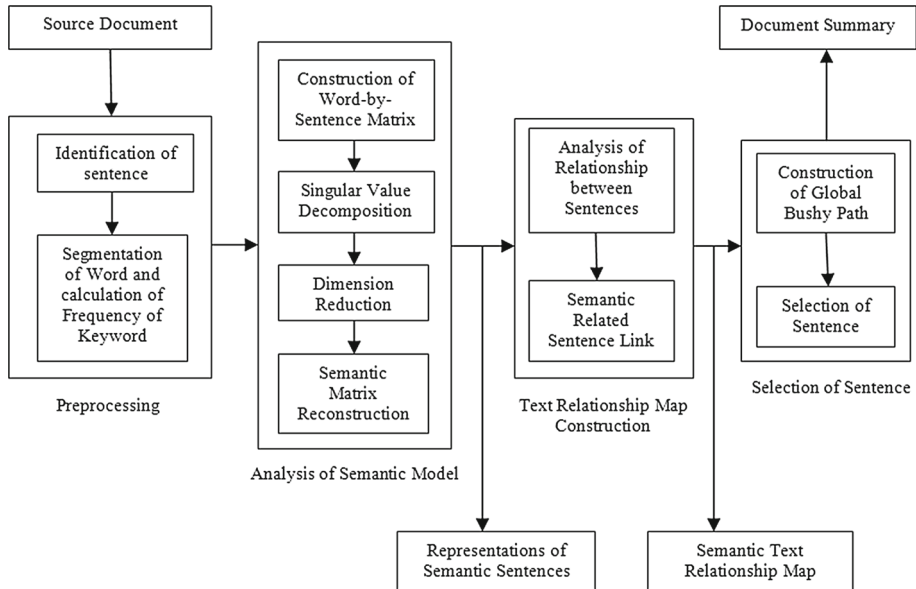 Source Document
Identification of
sentence
Segmentation
of Word and
calculation of
Frequency of
Keyword
Preprocessing
Construction of
Word-by-
Sentence Matrix
Singular Value
Decomposition
Dimension
Reduction
Semantic
Matrix
Reconstruction
Analysis of Semantic Model
Representations of
Semantic Sentences
Analysis of
Relationship
between
Sentences
Semantic
Related
Sentence Link
Text Relationship Map
Construction
Semantic Text
Relationship Map
Document Summary
Construction
of Global
Bushy Path
Selection of
Sentence
Selection of Sentence